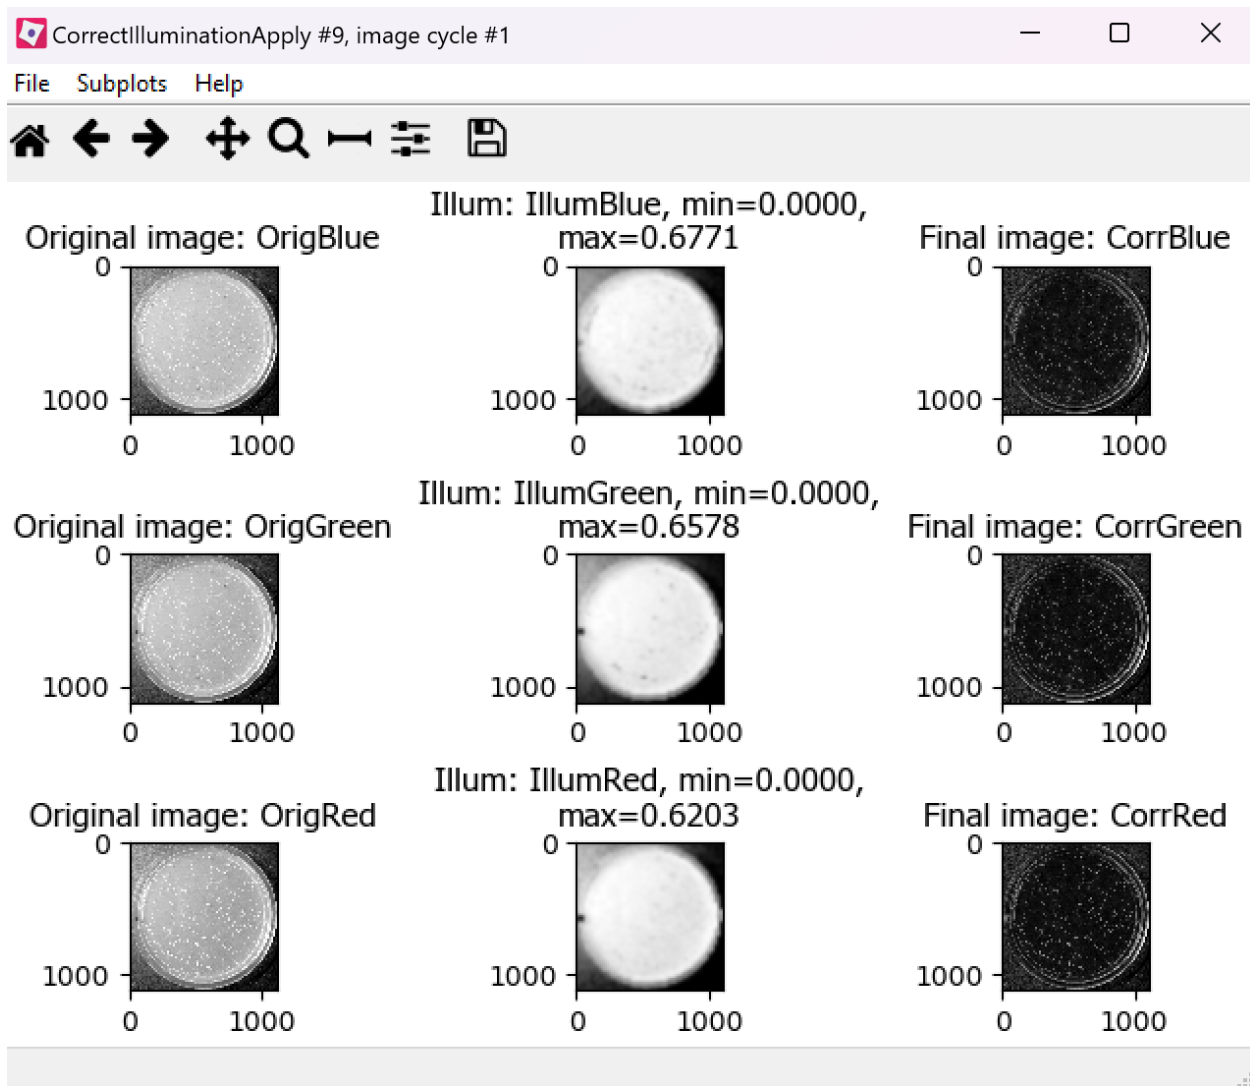 CorrectIlluminationApply #9, image cycle #1
File Subplots Help
Original image: OrigBlue
0
1000
0 1000
Illum: IllumBlue, min=0.0000,
max=0.6771
0
1000
0 1000
Final image: CorrBlue
0
1000
0 1000
Original image: OrigGreen
0
1000
0 1000
Illum: IllumGreen, min=0.0000,
max=0.6578
0
1000
0 1000
Final image: CorrGreen
0
1000
0 1000
Original image: OrigRed
0
1000
0 1000
Illum: IllumRed, min=0.0000,
max=0.6203
0
1000
0 1000
Final image: CorrRed
0
1000
0 1000